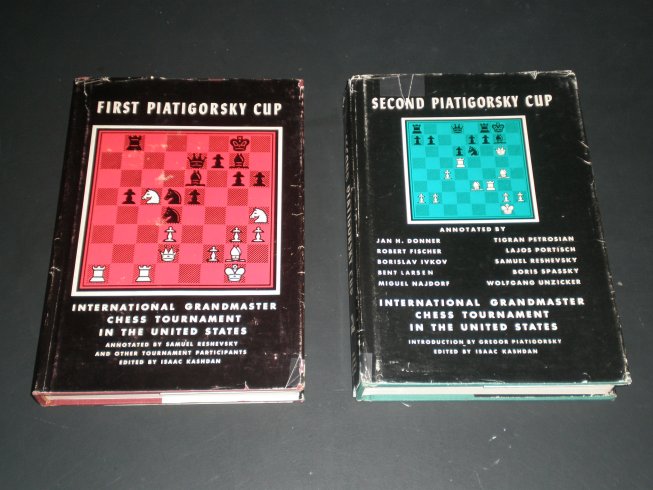 FIRST PIATIGORSKY CUP
INTERNATIONAL GRANDMASTER
CHESS TOURNAMENT
IN THE UNITED STATES
ANNOTATED BY SAMUEL RESHEVSKY
AND OTHER TOURNAMENT PARTICIPANTS
EDITED BY ISAAC KASHDAN
SECOND PIATIGORSKY CUP
ANNOTATED BY
JAN H. DONNER
ROBERT FISCHER
BORISLAV IVKOV
BENT LARSEN
MIGUEL NAJDORF
TIGRAN PETROSIAN
LAJOS PORTISCH
SAMUEL RESHEVSKY
BORIS SPASSKY
WOLFGANG UNZICKER
INTERNATIONAL GRANDMASTER
CHESS TOURNAMENT
IN THE UNITED STATES
INTRODUCTION BY GREGOR PIATIGORSKY
EDITED BY ISAAC KASHDAN